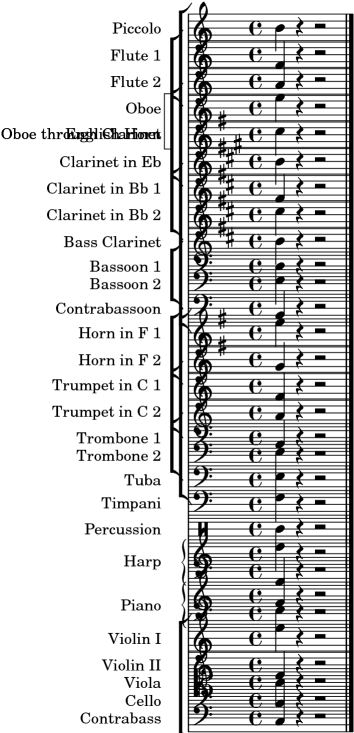 Piccolo
Flute 1
Flute 2
Oboe
Oboe through
Clarinet in Eb
Clarinet in Bb 1
Clarinet in Bb 2
Bass Clarinet
Bassoon 1
Bassoon 2
Contrabassoon
Horn in F 1
Horn in F 2
Trumpet in C 1
Trumpet in C 2
Trombone 1
Trombone 2
Tuba
Timpani
Percussion
Harp
Piano
Violin I
Violin II
Viola
Cello
Contrabass